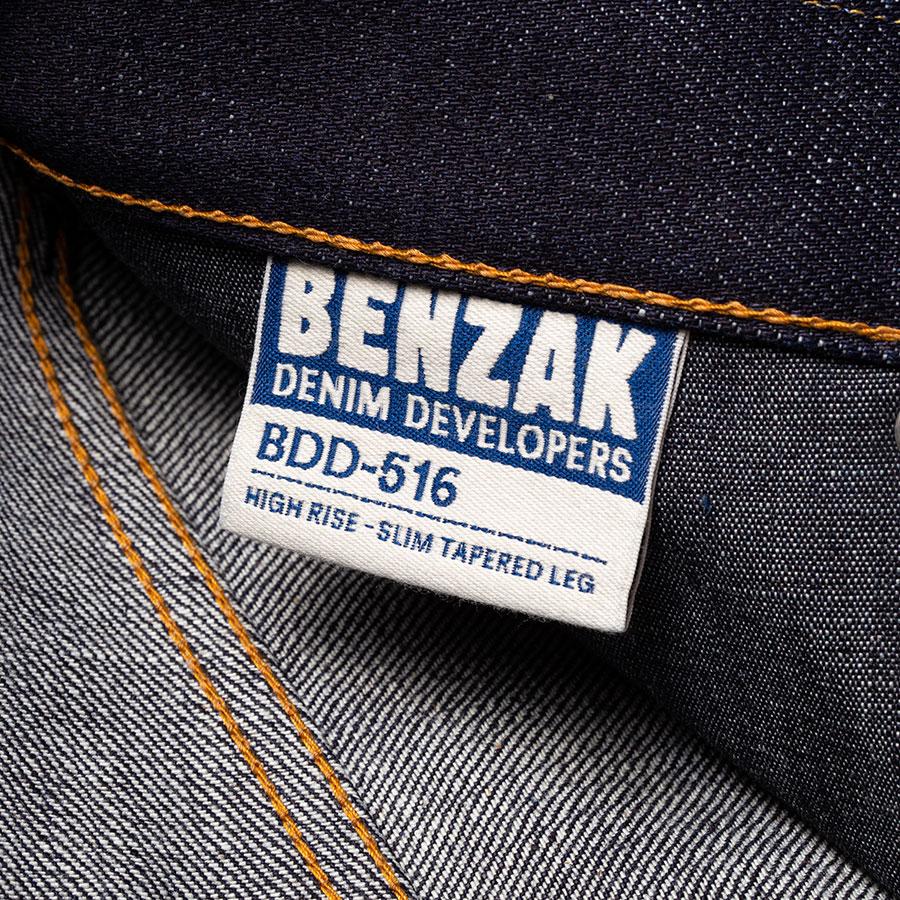 BENZAK
DENIM DEVELOPERS
BDD-516
HIGH RISE - SLIM TAPERED LEG